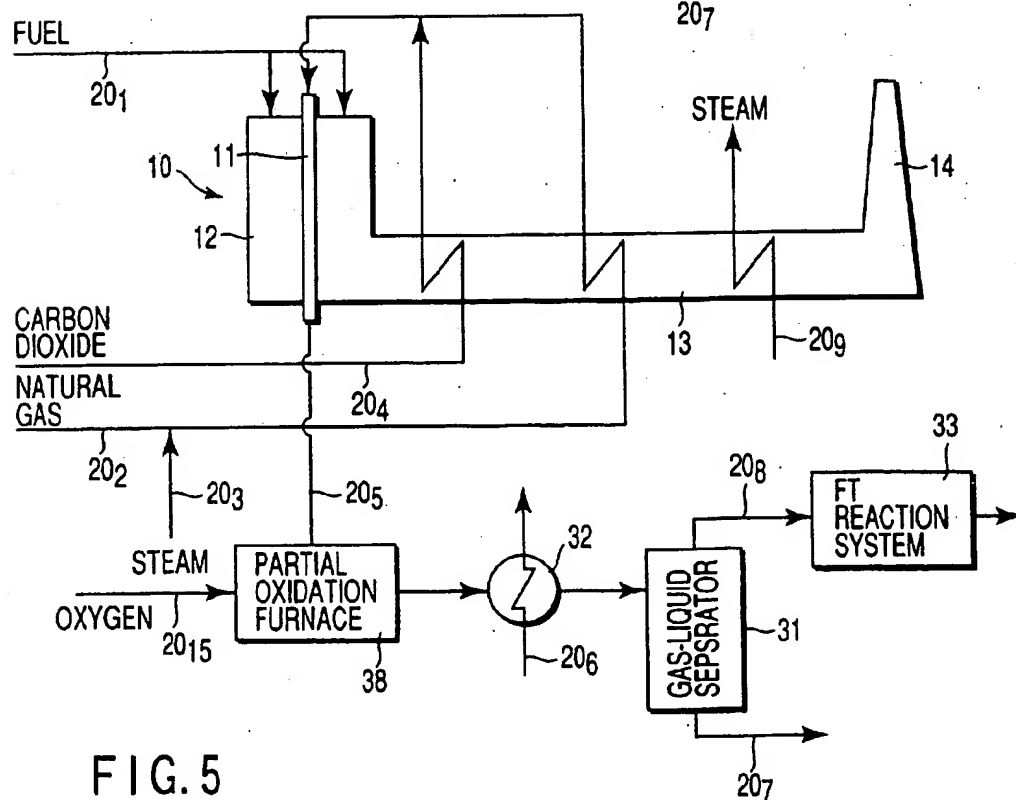 20₇
FUEL
20₁
STEAM
11
10
14
12
CARBON
DIOXIDE
13
20₉
20₄
NATURAL
GAS
20₂
20₃
20₅
20₈
33
FT
REACTION
SYSTEM
32
STEAM
PARTIAL
OXIDATION
FURNACE
GAS-LIQUID
SEPSRATOR
31
OXYGEN
20₁₅
38
20₆
20₇
FIG. 5